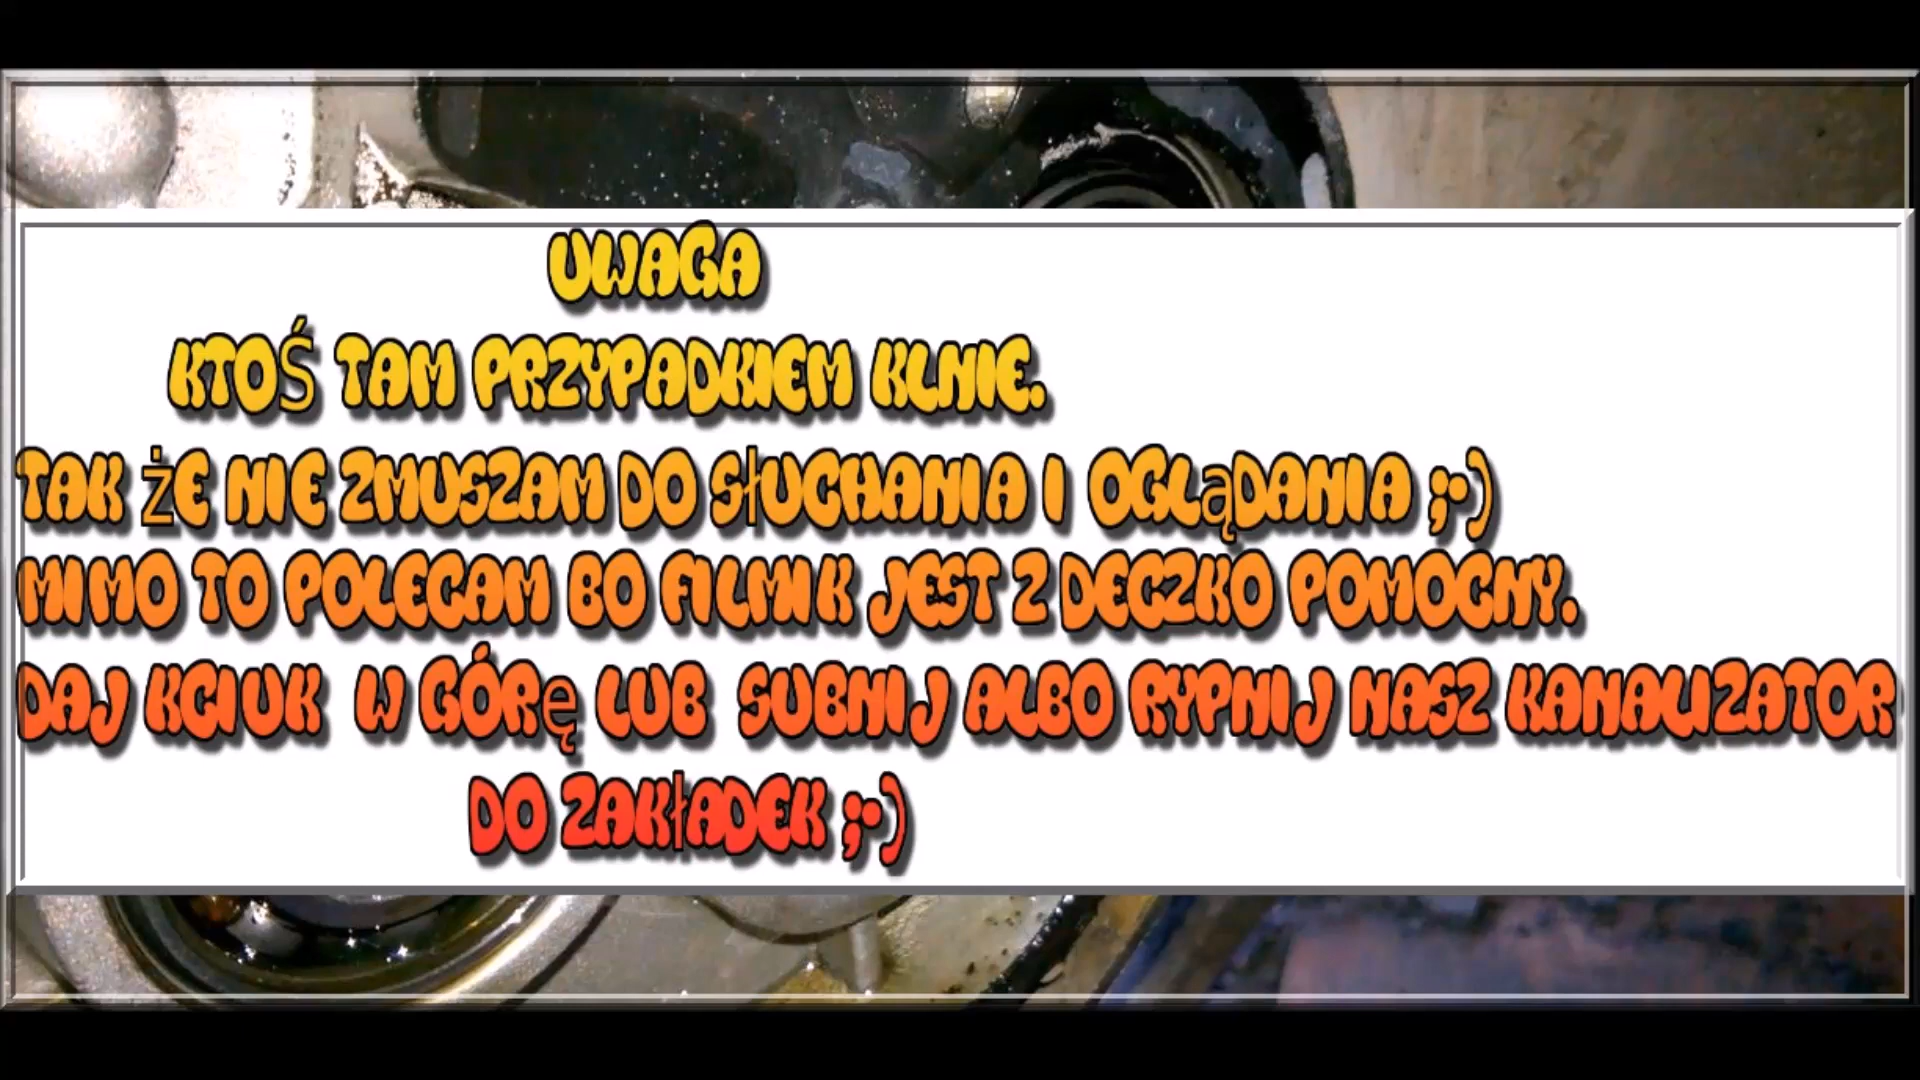 UWAGA
KTOŚ TAM PRZYPADKIEM KLNIE.
TAK ŻE NIE ZMUSZAM DO SŁUCHANIA I OGLĄDANIA ;-)
MIMO TO POLECAM BO FILMIK JEST Z DECZKO POMOCNY.
DAJ KCIUK W GÓRĘ LUB SUBNIJ ALBO RYPNIJ NASZ KANALIZATOR
DO ZAKŁADEK ;-)